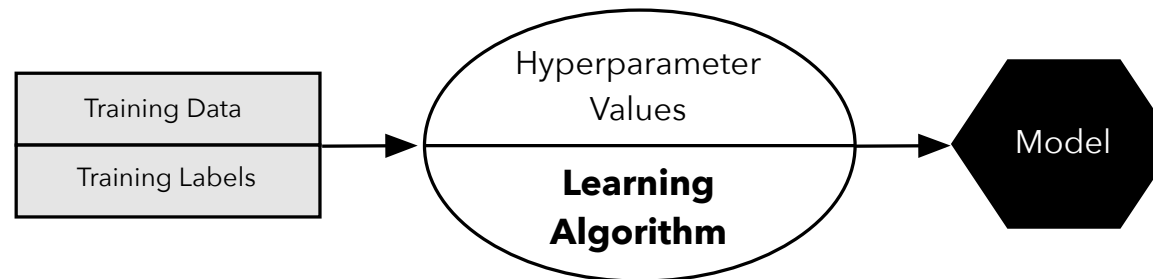 Training Data
Training Labels
Hyperparameter
Values
Learning
Algorithm
Model